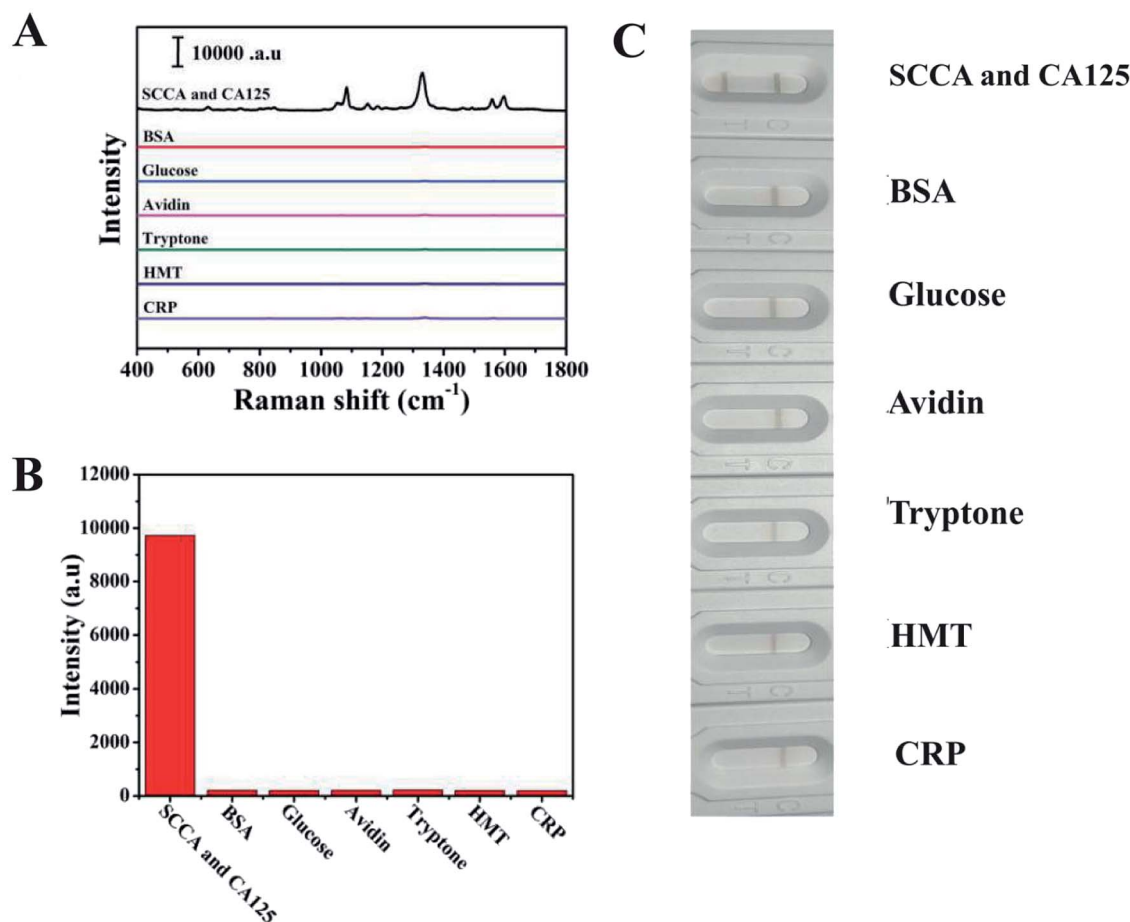 A
10000 .a.u
SCCA and CA125
BSA
Glucose
Avidin
Tryptone
HMT
CRP
Intensity
400 600 800 1000 1200 1400 1600 1800
Raman shift (cm⁻¹)
B
12000
10000
8000
6000
4000
2000
0
Intensity (a.u)
SCCA and CA125
BSA
Glucose
Avidin
Tryptone
HMT
CRP
C
SCCA and CA125
T C
BSA
T C
Glucose
T C
Avidin
T C
Tryptone
T C
HMT
T C
CRP
T C